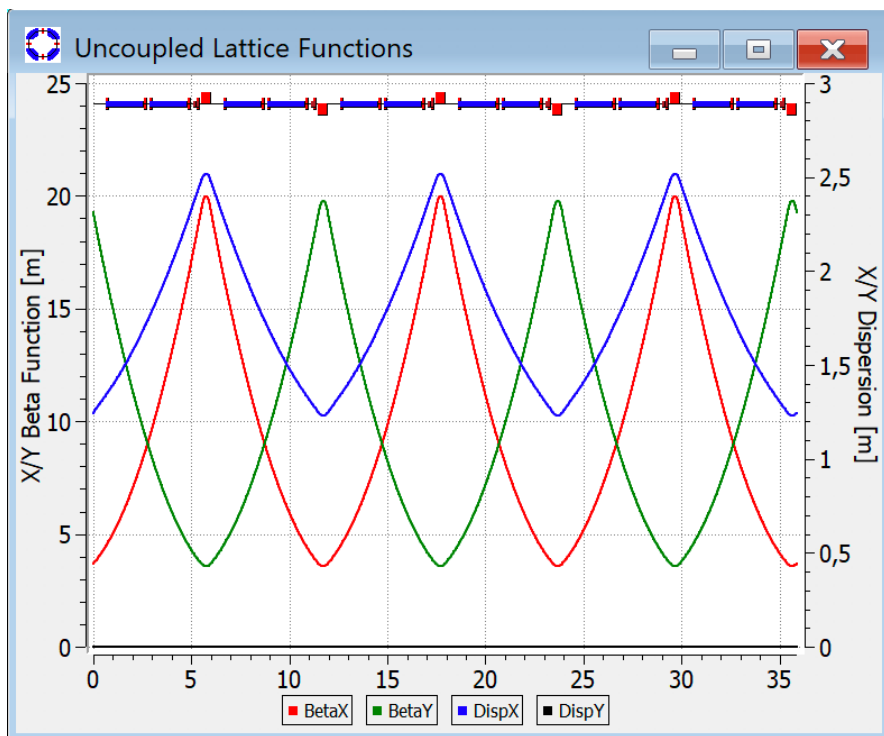 Uncoupled Lattice Functions
25
20
15
10
5
0
X/Y Beta Function [m]
3
2,5
2
1,5
1
0,5
0
X/Y Dispersion [m]
0 5 10 15 20 25 30 35
BetaX BetaY DispX DispY